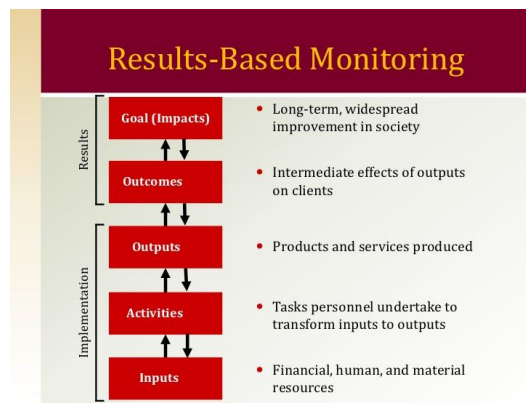 Results-Based Monitoring
Results
Goal (Impacts)
• Long-term, widespread
improvement in society
Outcomes
• Intermediate effects of outputs
on clients
Implementation
Outputs
• Products and services produced
Activities
• Tasks personnel undertake to
transform inputs to outputs
Inputs
• Financial, human, and material
resources